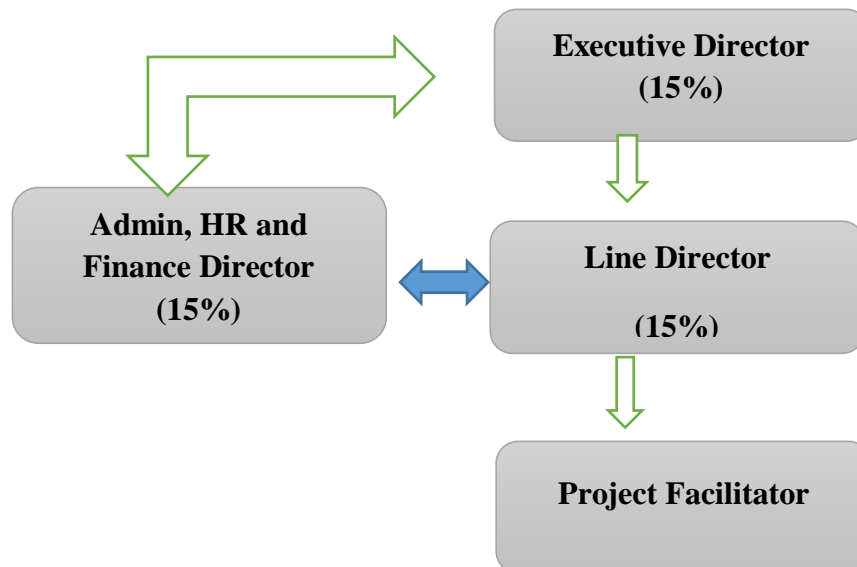 Executive Director
(15%)
Admin, HR and
Finance Director
(15%)
Line Director
(15%)
Project Facilitator